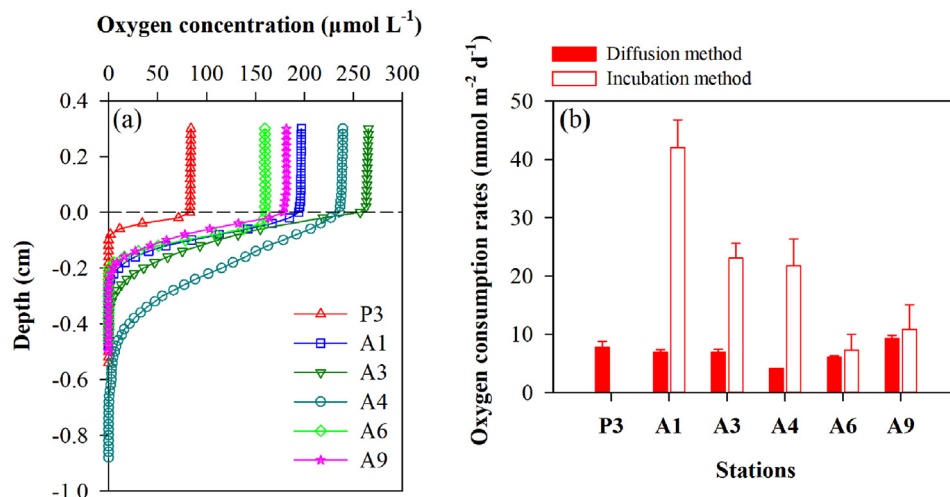 Oxygen concentration (µmol L⁻¹)
0 50 100 150 200 250 300
0.4
0.2
0.0
-0.2
-0.4
-0.6
-0.8
-1.0
Depth (cm)
(a)
P3
A1
A3
A4
A6
A9
Diffusion method
Incubation method
Oxygen consumption rates (mmol m⁻² d⁻¹)
50
40
30
20
10
0
(b)
P3 A1 A3 A4 A6 A9
Stations